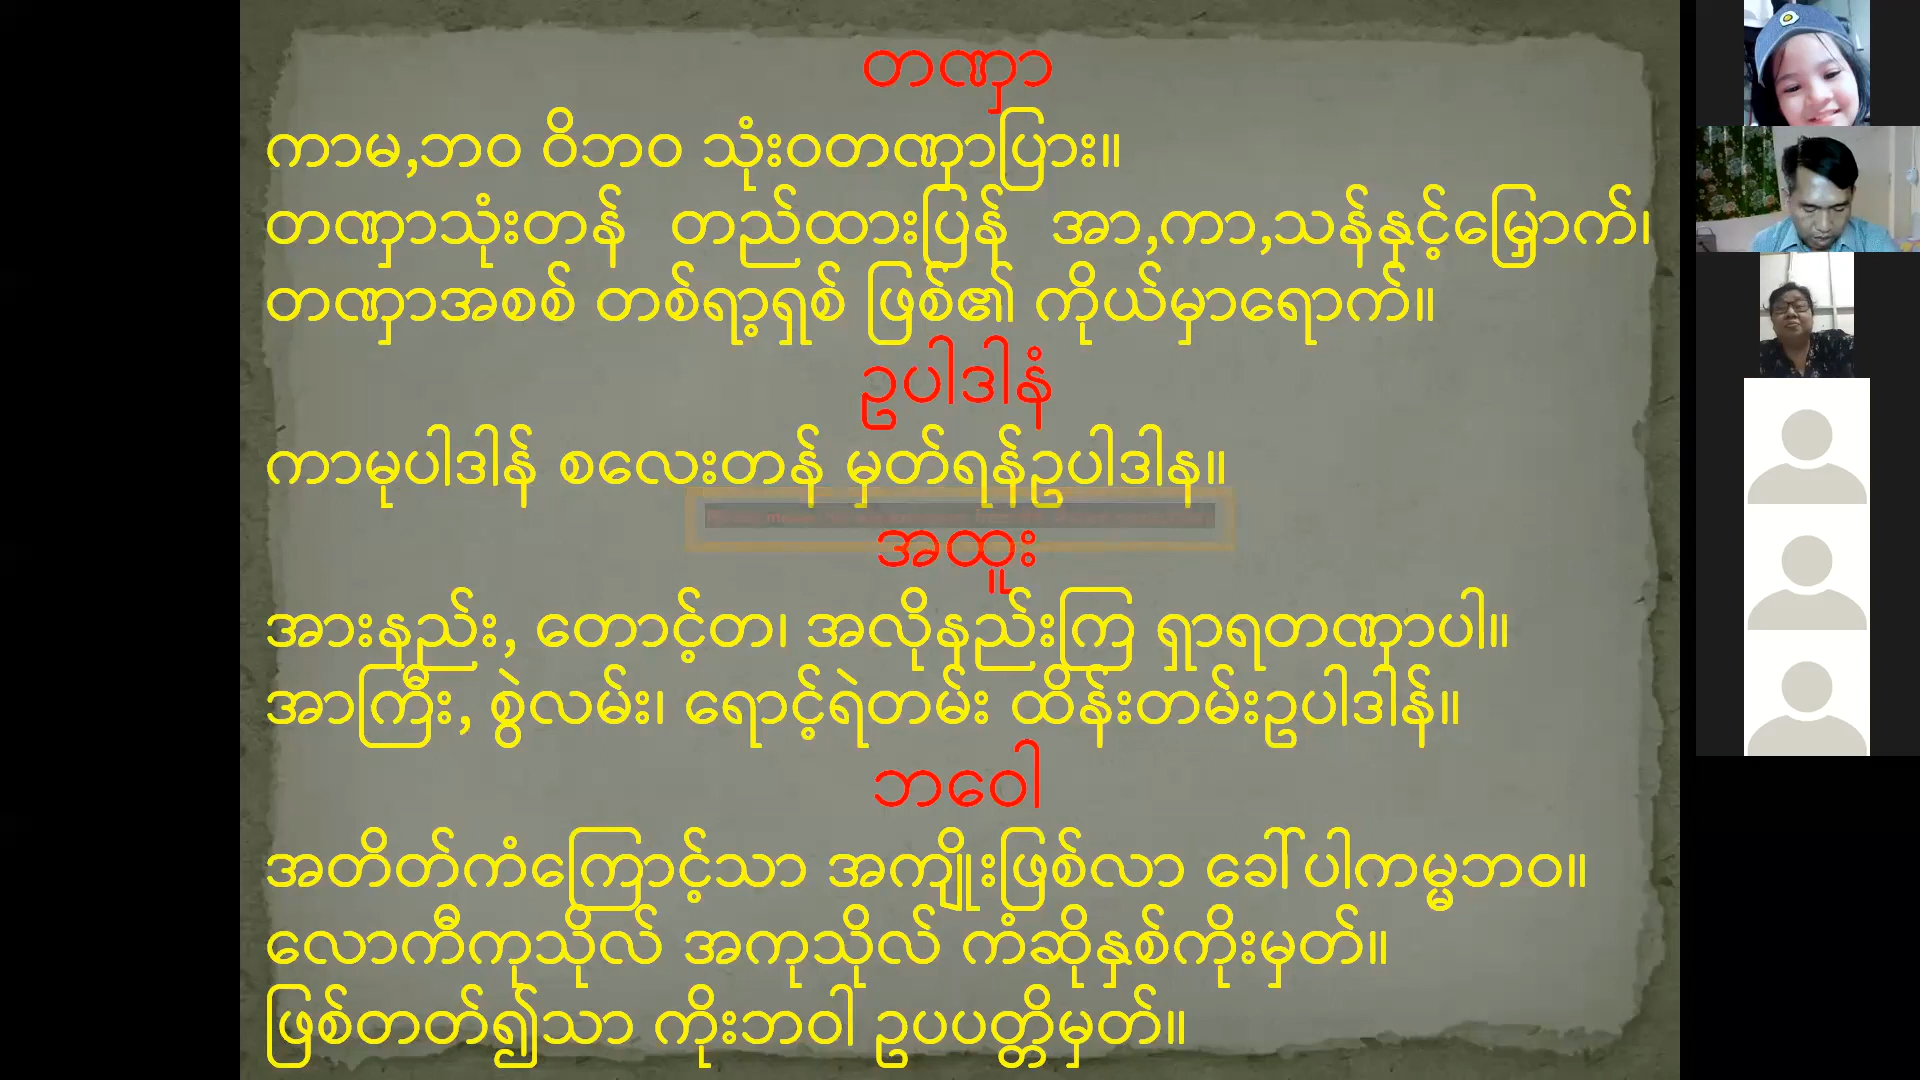 တဏှာ
ကာမ,ဘဝ ဝိဘဝ သုံးဝတဏှာပြား။
တဏှာသုံးတန် တည်ထားပြန် အာ,ကာ,သန်နှင့်မြှောက်၊
တဏှာအစစ် တစ်ရာ့ရှစ် ဖြစ်၏ ကိုယ်မှာရောက်။
ဥပါဒါနံ
ကာမုပါဒါန် စလေးတန် မှတ်ရန်ဥပါဒါန။
အထူး
အားနည်း, တောင့်တ၊ အလိုနည်းကြ ရှာရတဏှာပါ။
အာကြီး, စွဲလမ်း၊ ရောင့်ရဲတမ်း ထိန်းတမ်းဥပါဒါန်။
ဘဝေါ
အတိတ်ကံကြောင့်သာ အကျိုးဖြစ်လာ ခေါ်ပါကမ္မဘဝ။
လောကီကုသိုလ် အကုသိုလ် ကံဆိုနှစ်ကိုးမှတ်။
ဖြစ်တတ်၍သာ ကိုးဘဝါ ဥပပတ္တိမှတ်။